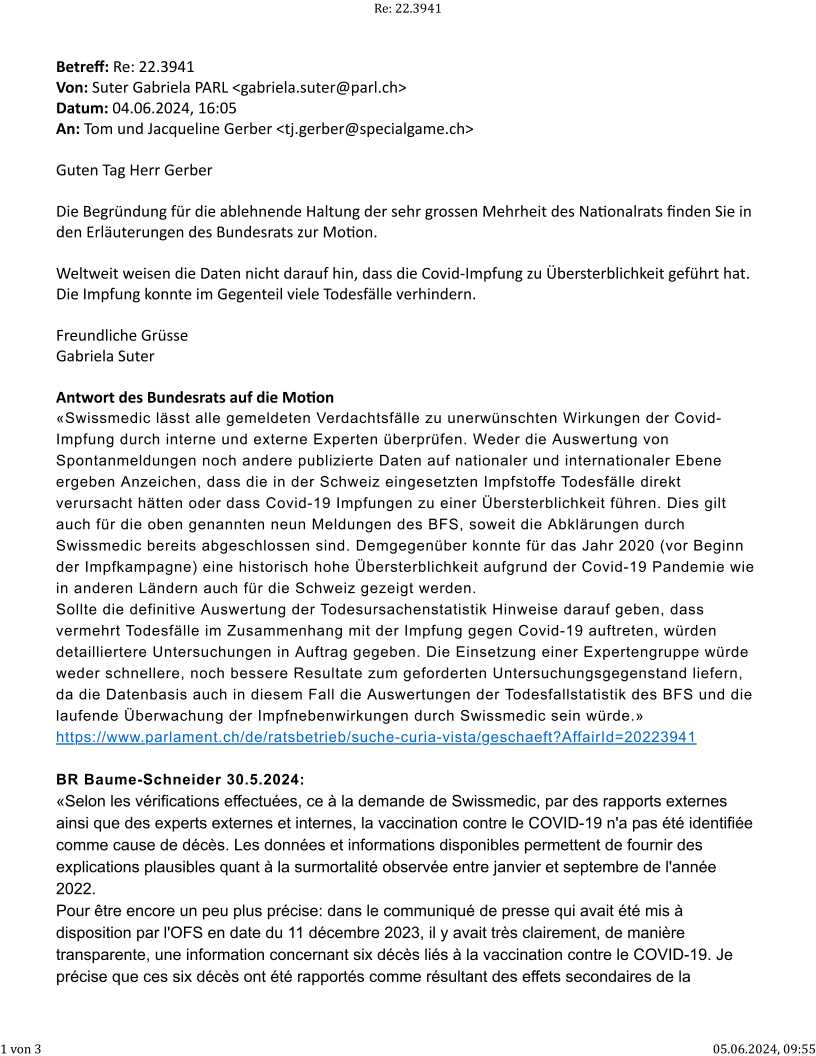 Re: 22.3941
Betreff: Re: 22.3941
Von: Suter Gabriela PARL <gabriela.suter@parl.ch>
Datum: 04.06.2024, 16:05
An: Tom und Jacqueline Gerber <tj.gerber@specialgame.ch>
Guten Tag Herr Gerber
Die Begründung für die ablehnende Haltung der sehr grossen Mehrheit des Nationalrats finden Sie in
den Erläuterungen des Bundesrats zur Motion.
Weltweit weisen die Daten nicht darauf hin, dass die Covid-Impfung zu Übersterblichkeit geführt hat.
Die Impfung konnte im Gegenteil viele Todesfälle verhindern.
Freundliche Grüsse
Gabriela Suter
Antwort des Bundesrats auf die Motion
«Swissmedic lässt alle gemeldeten Verdachtsfälle zu unerwünschten Wirkungen der Covid-
Impfung durch interne und externe Experten überprüfen. Weder die Auswertung von
Spontanmeldungen noch andere publizierte Daten auf nationaler und internationaler Ebene
ergeben Anzeichen, dass die in der Schweiz eingesetzten Impfstoffe Todesfälle direkt
verursacht hätten oder dass Covid-19 Impfungen zu einer Übersterblichkeit führen. Dies gilt
auch für die oben genannten neun Meldungen des BFS, soweit die Abklärungen durch
Swissmedic bereits abgeschlossen sind. Demgegenüber konnte für das Jahr 2020 (vor Beginn
der Impfkampagne) eine historisch hohe Übersterblichkeit aufgrund der Covid-19 Pandemie wie
in anderen Ländern auch für die Schweiz gezeigt werden.
Sollte die definitive Auswertung der Todesursachenstatistik Hinweise darauf geben, dass
vermehrt Todesfälle im Zusammenhang mit der Impfung gegen Covid-19 auftreten, würden
detailliertere Untersuchungen in Auftrag gegeben. Die Einsetzung einer Expertengruppe würde
weder schnellere, noch bessere Resultate zum geforderten Untersuchungsgegenstand liefern,
da die Datenbasis auch in diesem Fall die Auswertungen der Todesfallstatistik des BFS und die
laufende Überwachung der Impfnebenwirkungen durch Swissmedic sein würde.»
https://www.parlament.ch/de/ratsbetrieb/suche-curia-vista/geschaeft?AffairId=20223941
BR Baume-Schneider 30.5.2024:
«Selon les vérifications effectuées, ce à la demande de Swissmedic, par des rapports externes
ainsi que des experts externes et internes, la vaccination contre le COVID-19 n'a pas été identifiée
comme cause de décès. Les données et informations disponibles permettent de fournir des
explications plausibles quant à la surmortalité observée entre janvier et septembre de l'année
2022.
Pour être encore un peu plus précise: dans le communiqué de presse qui avait été mis à
disposition par l'OFS en date du 11 décembre 2023, il y avait très clairement, de manière
transparente, une information concernant six décès liés à la vaccination contre le COVID-19. Je
précise que ces six décès ont été rapportés comme résultant des effets secondaires de la
1 von 3
05.06.2024, 09:55